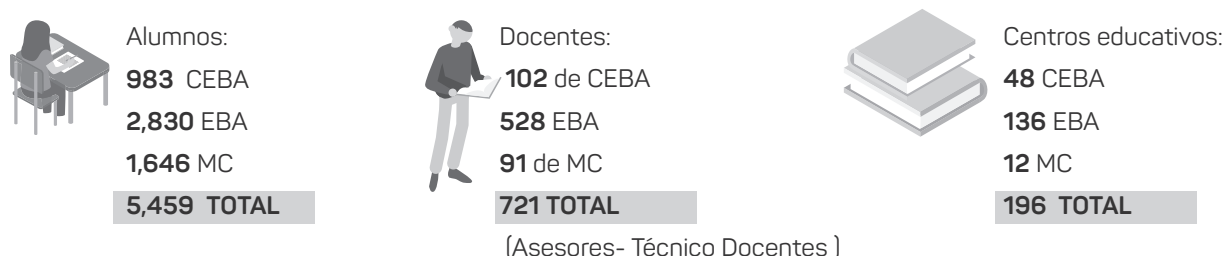 Alumnos:
983 CEBA
2,830 EBA
1,646 MC
5,459 TOTAL
Docentes:
102 de CEBA
528 EBA
91 de MC
721 TOTAL
(Asesores- Técnico Docentes )
Centros educativos:
48 CEBA
136 EBA
12 MC
196 TOTAL